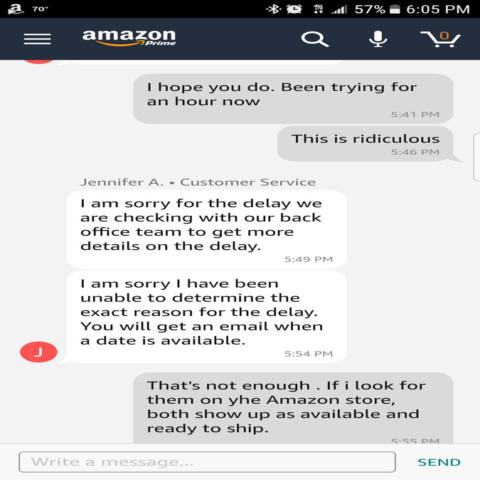 70° 57% 6:05 PM
amazon 0
Prime
I hope you do. Been trying for
an hour now
5:41 PM
This is ridiculous
5:46 PM
Jennifer A. • Customer Service
I am sorry for the delay we
are checking with our back
office team to get more
details on the delay.
5:49 PM
I am sorry I have been
unable to determine the
exact reason for the delay.
You will get an email when
a date is available.
5:54 PM
J
That's not enough . If i look for
them on yhe Amazon store,
both show up as available and
ready to ship.
5:55 PM
Write a message... SEND